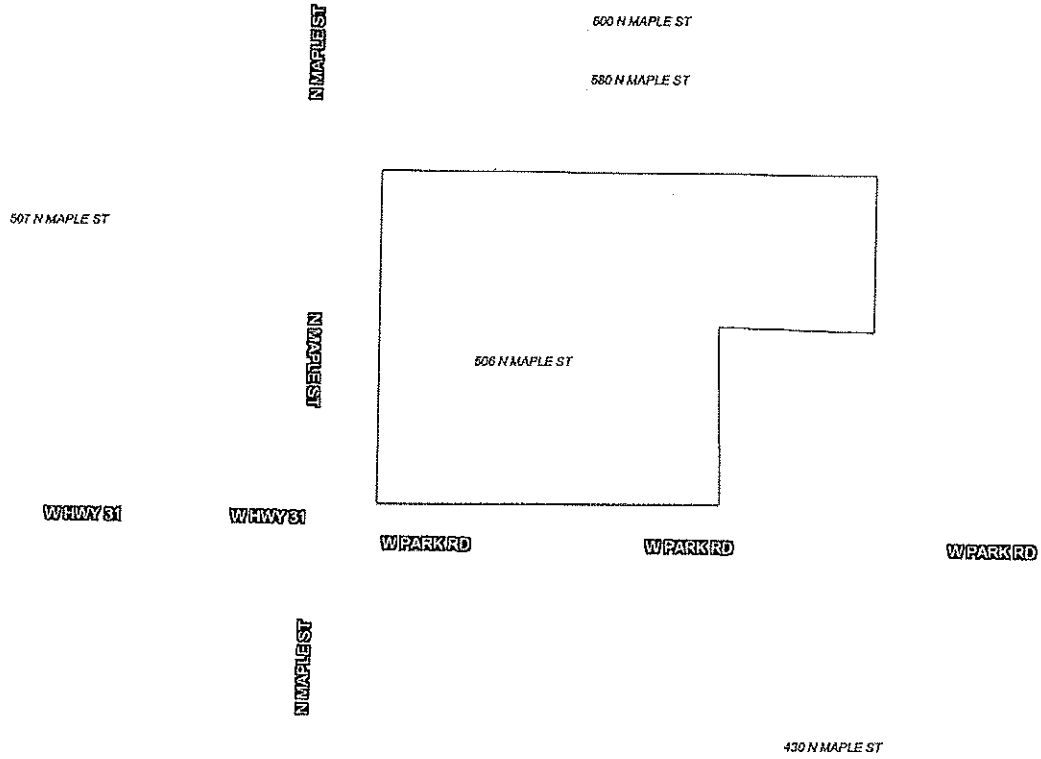 N MAPLE ST
600 N MAPLE ST
580 N MAPLE ST
507 N MAPLE ST
N MAPLE ST
506 N MAPLE ST
W HWY 31
W HWY 31
W PARK RD
W PARK RD
W PARK RD
N MAPLE ST
430 N MAPLE ST